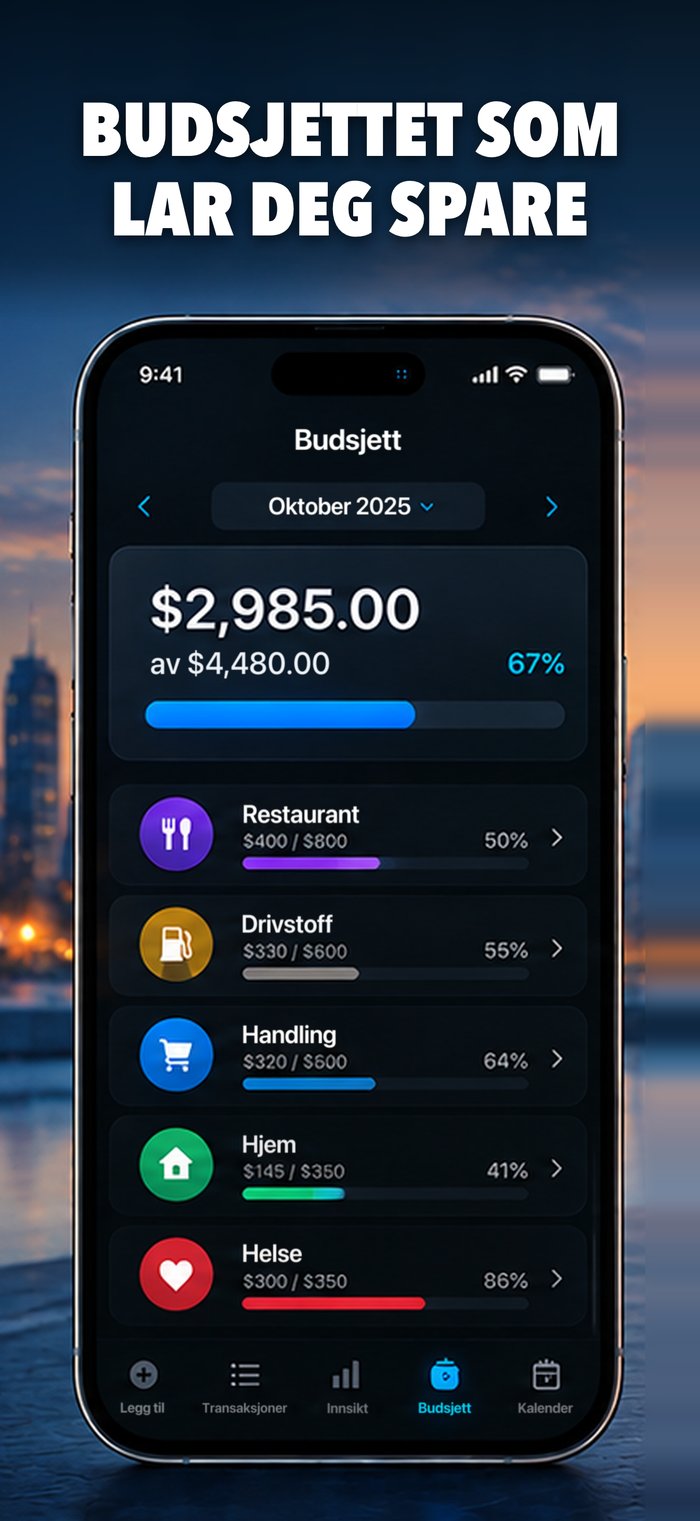 BUDSJETTET SOM
LAR DEG SPARE
9:41
Budsjett
Oktober 2025
$2,985.00
av $4,480.00
67%
Restaurant
$400 / $800
50%
Drivstoff
$330 / $600
55%
Handling
$320 / $600
64%
Hjem
$145 / $350
41%
Helse
$300 / $350
86%
Legg til
Transaksjoner
Innsikt
Budsjett
Kalender